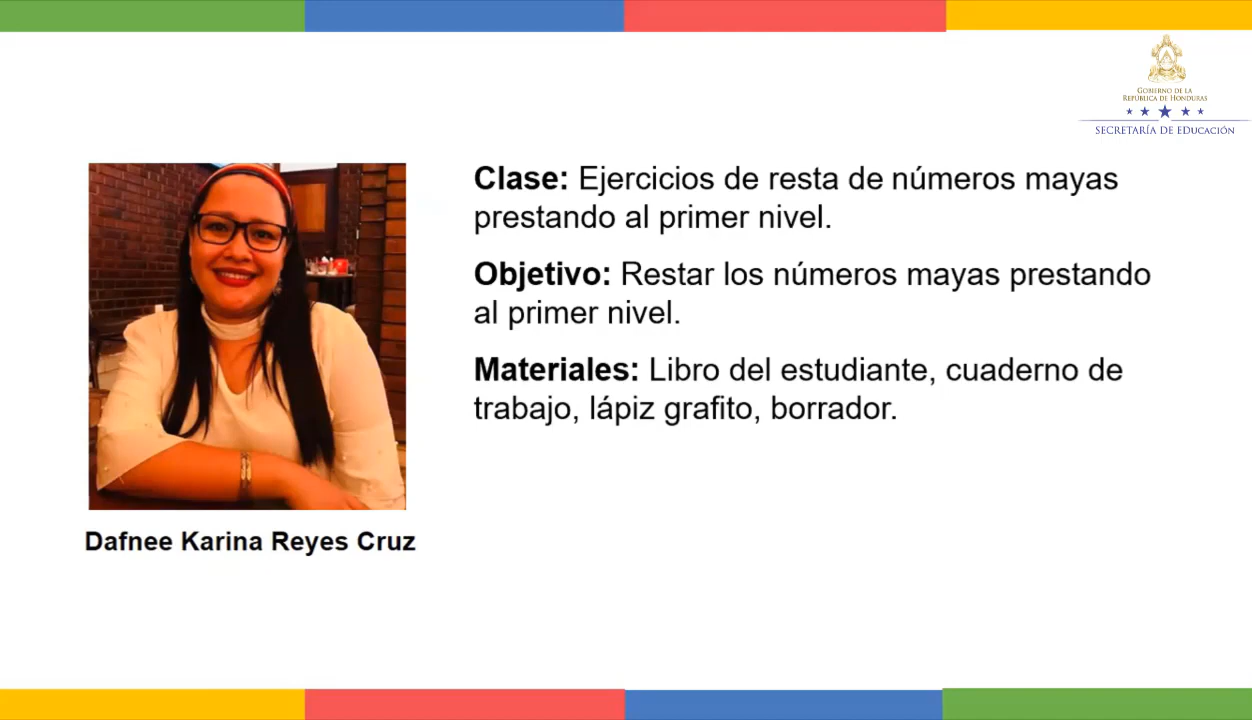 GOBIERNO DE LA
REPÚBLICA DE HONDURAS
SECRETARÍA DE EDUCACIÓN
Clase: Ejercicios de resta de números mayas
prestando al primer nivel.
Objetivo: Restar los números mayas prestando
al primer nivel.
Materiales: Libro del estudiante, cuaderno de
trabajo, lápiz grafito, borrador.
Dafnee Karina Reyes Cruz